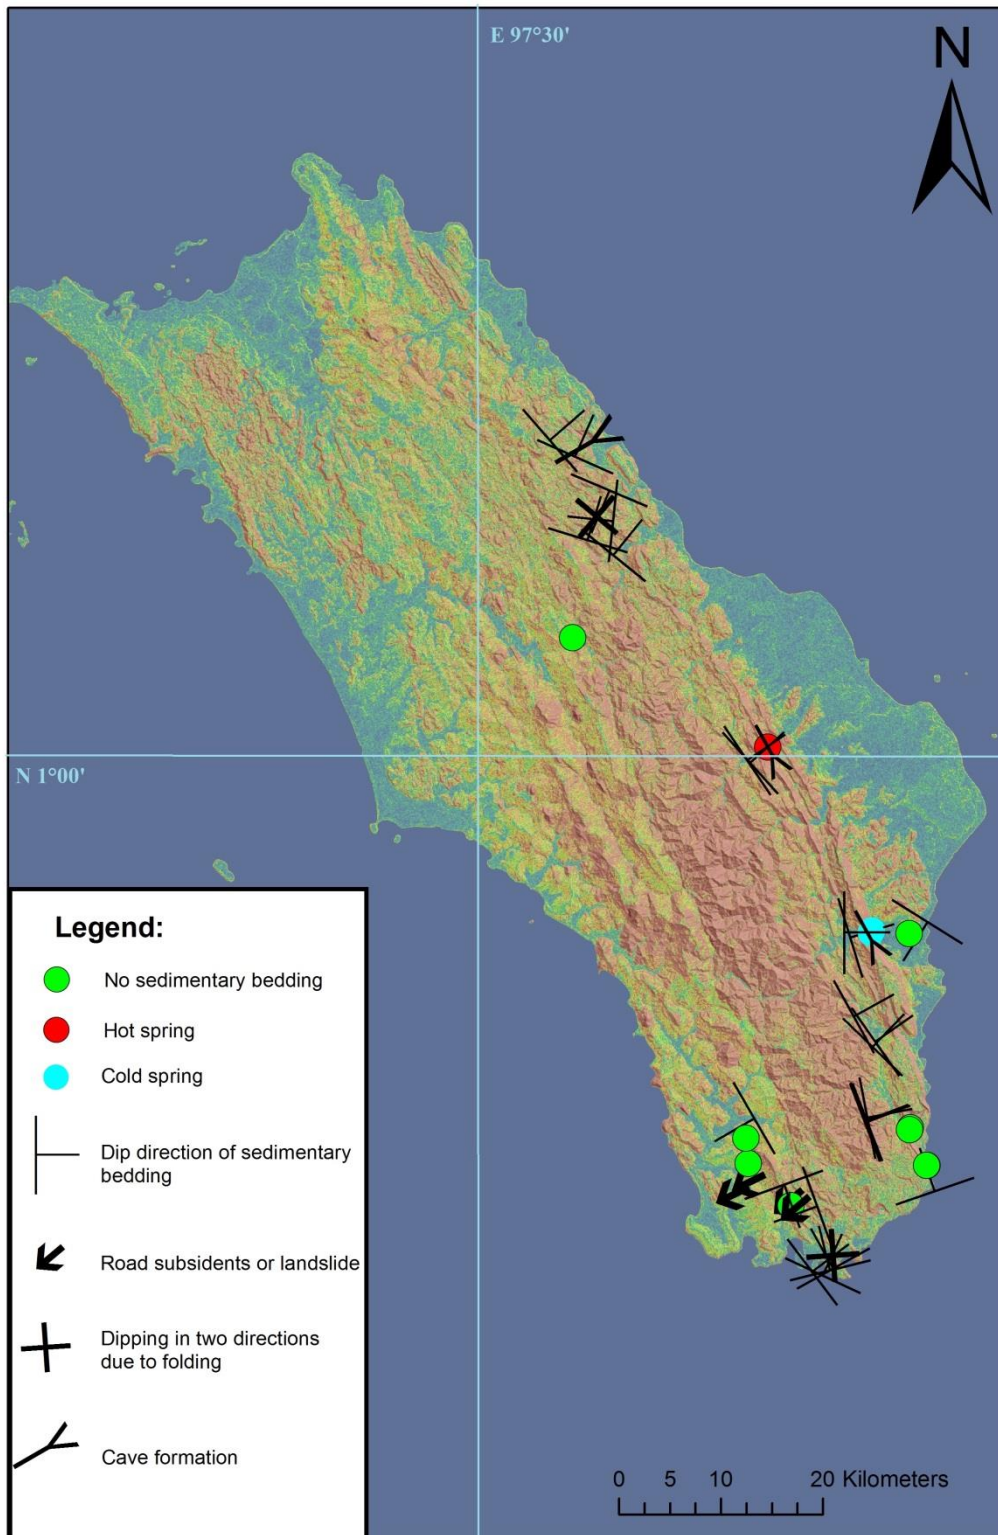 E 97°30'
N
N 1°00'
Legend:
No sedimentary bedding
Hot spring
Cold spring
Dip direction of sedimentary
bedding
Road subsidents or landslide
Dipping in two directions
due to folding
Cave formation
0 5 10 20 Kilometers